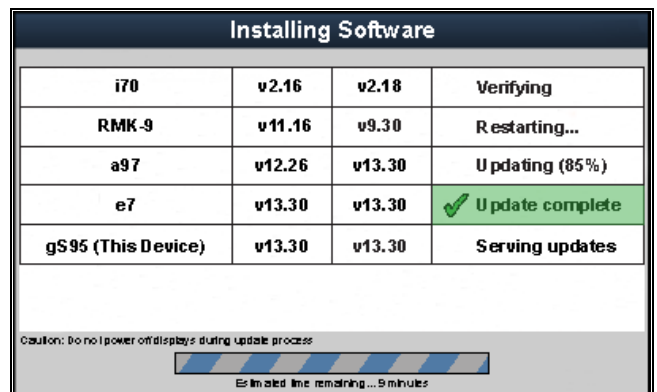 Installing Software
i70 v2.16 v2.18 Verifying
RMK-9 v11.16 v9.30 Restarting...
a97 v12.26 v13.30 Updating (85%)
e7 v13.30 v13.30 Update complete
gS95 (This Device) v13.30 v13.30 Serving updates
Caution: Do not power off displays during update process
Estimated time remaining... 9 minutes